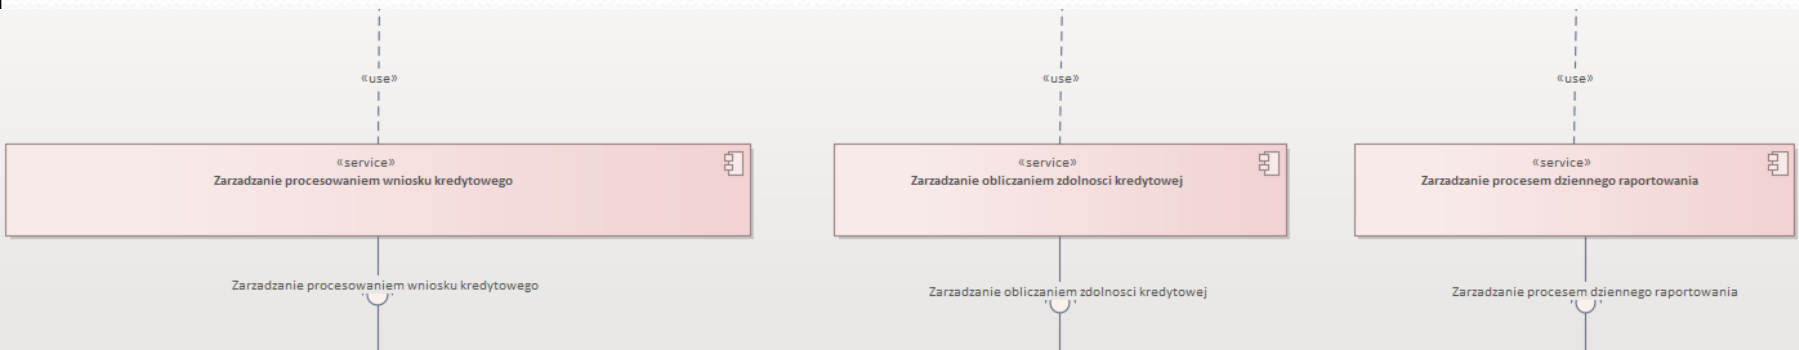 «use»
«use»
«use»
«service»
Zarzadzanie procesowaniem wniosku kredytowego
«service»
Zarzadzanie obliczaniem zdolnosci kredytowej
«service»
Zarzadzanie procesem dziennego raportowania
Zarzadzanie procesowaniem wniosku kredytowego
Zarzadzanie obliczaniem zdolnosci kredytowej
Zarzadzanie procesem dziennego raportowania